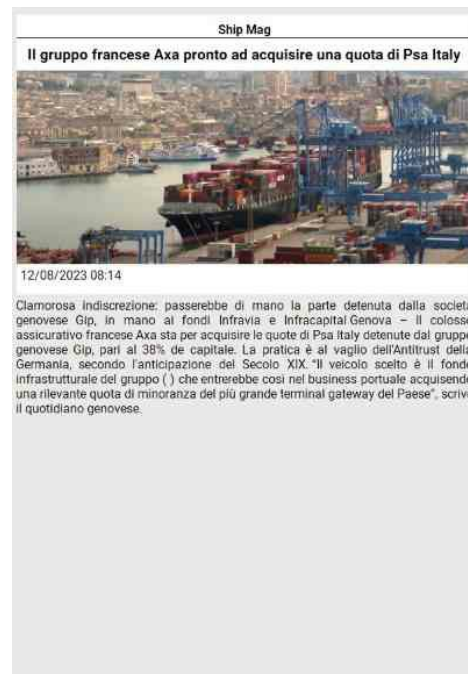 Ship Mag
Il gruppo francese Axa pronto ad acquisire una quota di Psa Italy
12/08/2023 08:14
Clamorosa indiscrezione: passerebbe di mano la parte detenuta dalla società
genovese Gip, in mano ai fondi Infravia e Infracapital Genova – Il colosso
assicurativo francese Axa sta per acquisire le quote di Psa Italy detenute dal gruppo
genovese Gip, pari al 38% de capitale. La pratica è al vaglio dell'Antitrust della
Germania, secondo l'anticipazione del Secolo XIX. "Il veicolo scelto è il fondo
infrastrutturale del gruppo ( ) che entrerebbe così nel business portuale acquisendo
una rilevante quota di minoranza del più grande terminal gateway del Paese", scrive
il quotidiano genovese.